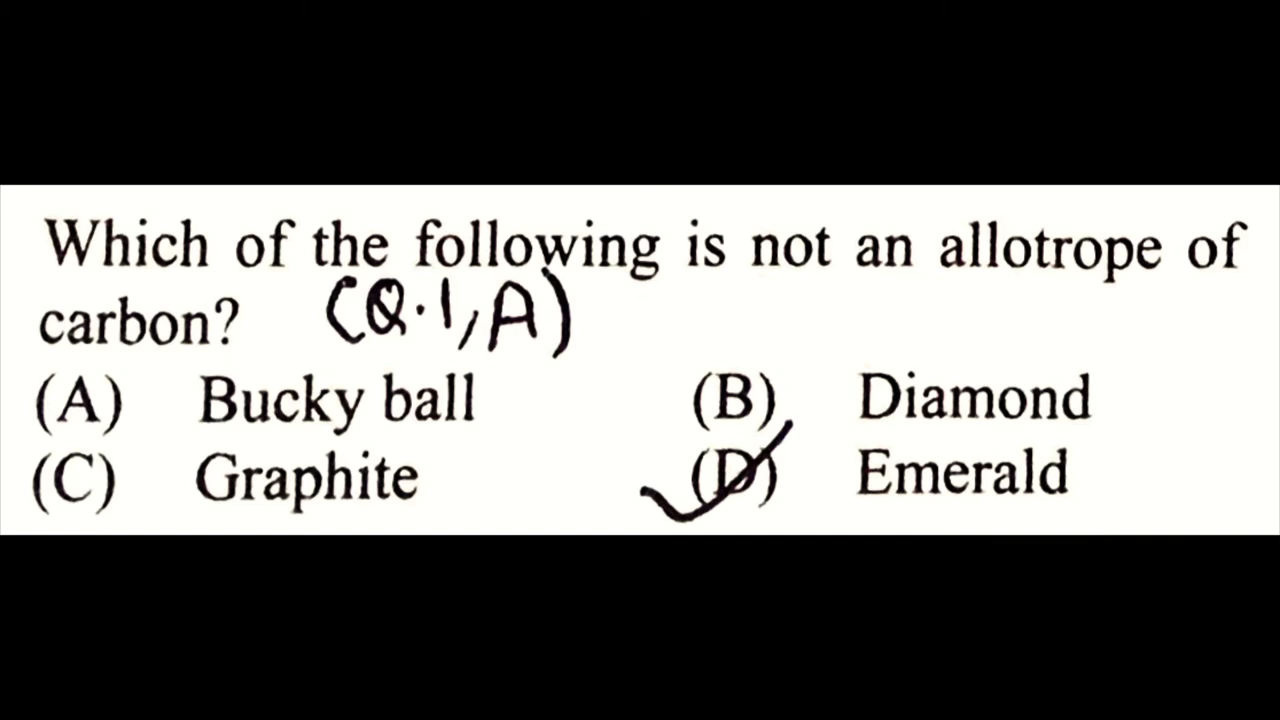 Which of the following is not an allotrope of
carbon? (Q.1,A)
(A) Bucky ball (B) Diamond
(C) Graphite (D) Emerald